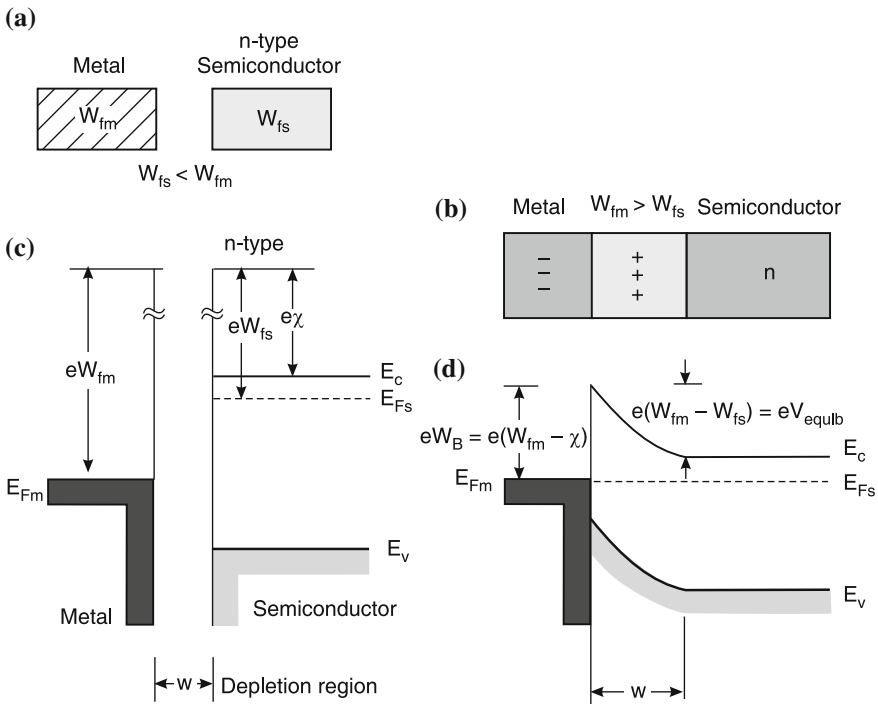 (a)
Metal
n-type
Semiconductor
W_fm
W_fs
W_fs < W_fm
(b)
Metal W_fm > W_fs Semiconductor
− + n
− +
− +
(c)
n-type
eW_fm
eW_fs
eχ
E_c
E_Fs
E_Fm
E_v
Metal
Semiconductor
w
Depletion region
(d)
eW_B = e(W_fm − χ)
e(W_fm − W_fs) = eV_equlb
E_c
E_Fm
E_Fs
E_v
w